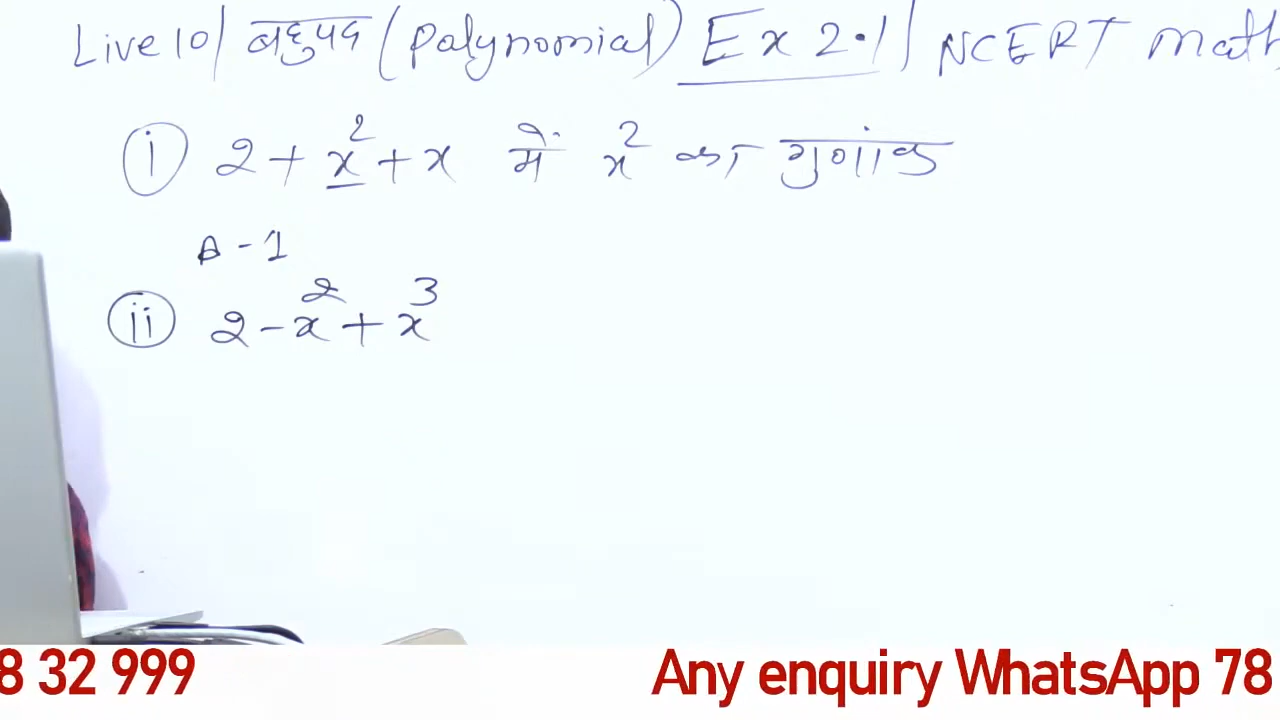 Live 10 | बहुपद (Polynomial) Ex 2.1 | NCERT math
i 2 + x² + x में x² का गुणांक
A - 1
ii 2 - x² + x³
8 32 999 Any enquiry WhatsApp 78